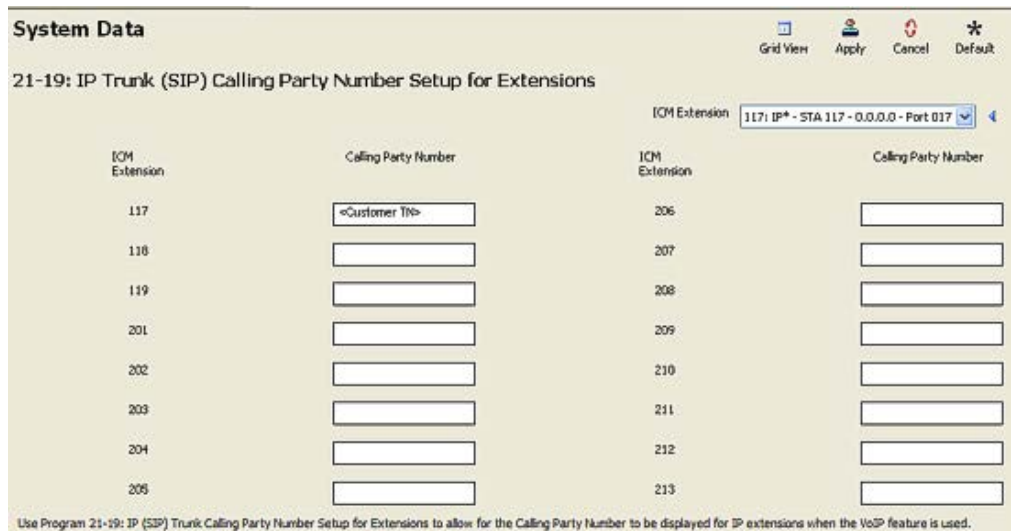 System Data
Grid View Apply Cancel Default
21-19: IP Trunk (SIP) Calling Party Number Setup for Extensions
ICM Extension 117: IP* - STA 117 - 0.0.0.0 - Port 017
ICM Extension Calling Party Number ICM Extension Calling Party Number
117 <Customer TN> 206
118 207
119 208
201 209
202 210
203 211
204 212
205 213
Use Program 21-19: IP (SIP) Trunk Calling Party Number Setup for Extensions to allow for the Calling Party Number to be displayed for IP extensions when the VoIP feature is used.